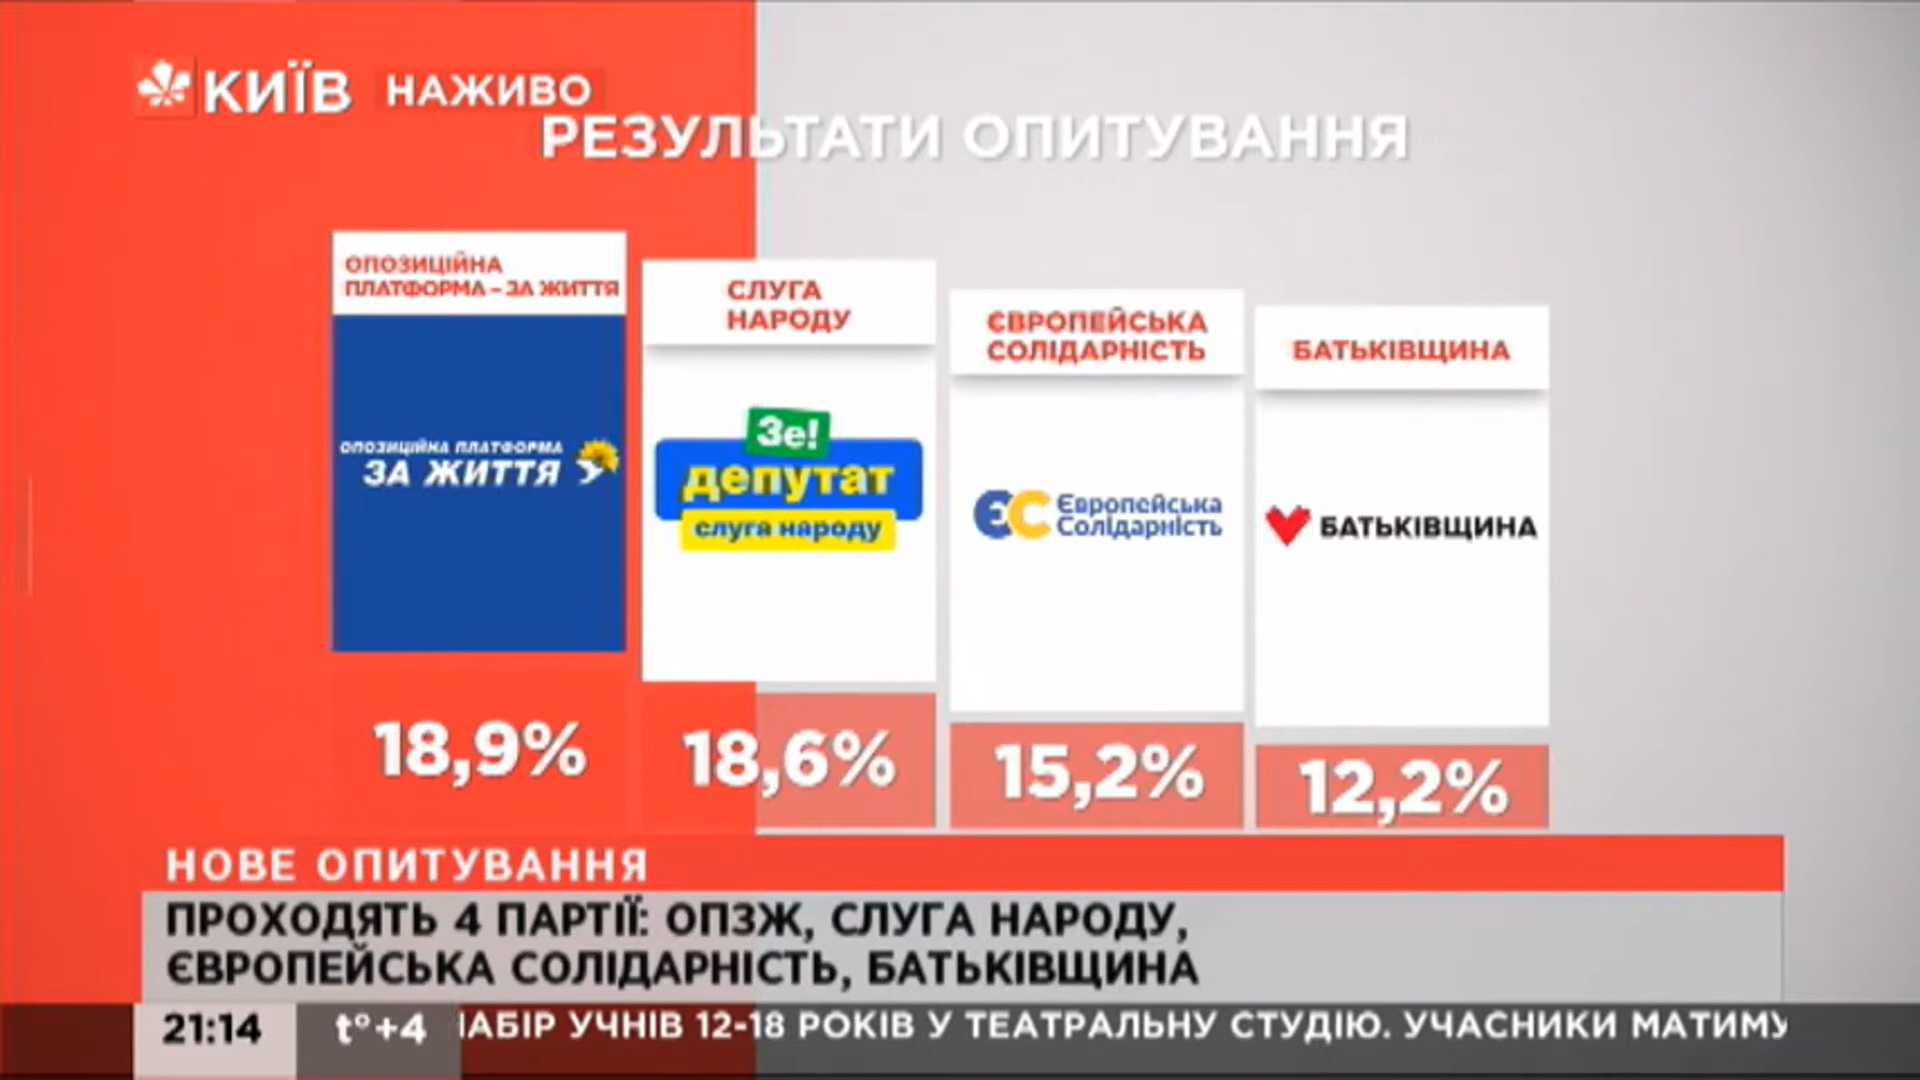 КИЇВ НАЖИВО
РЕЗУЛЬТАТИ ОПИТУВАННЯ
ОПОЗИЦІЙНА
ПЛАТФОРМА – ЗА ЖИТТЯ
ОПОЗИЦІЙНА ПЛАТФОРМА
ЗА ЖИТТЯ
18,9%
СЛУГА
НАРОДУ
Зе!
депутат
слуга народу
18,6%
ЄВРОПЕЙСЬКА
СОЛІДАРНІСТЬ
ЄС
Європейська
Солідарність
15,2%
БАТЬКІВЩИНА
БАТЬКІВЩИНА
12,2%
НОВЕ ОПИТУВАННЯ
ПРОХОДЯТЬ 4 ПАРТІЇ: ОПЗЖ, СЛУГА НАРОДУ,
ЄВРОПЕЙСЬКА СОЛІДАРНІСТЬ, БАТЬКІВЩИНА
21:14 t°+4 АБІР УЧНІВ 12-18 РОКІВ У ТЕАТРАЛЬНУ СТУДІЮ. УЧАСНИКИ МАТИМУ